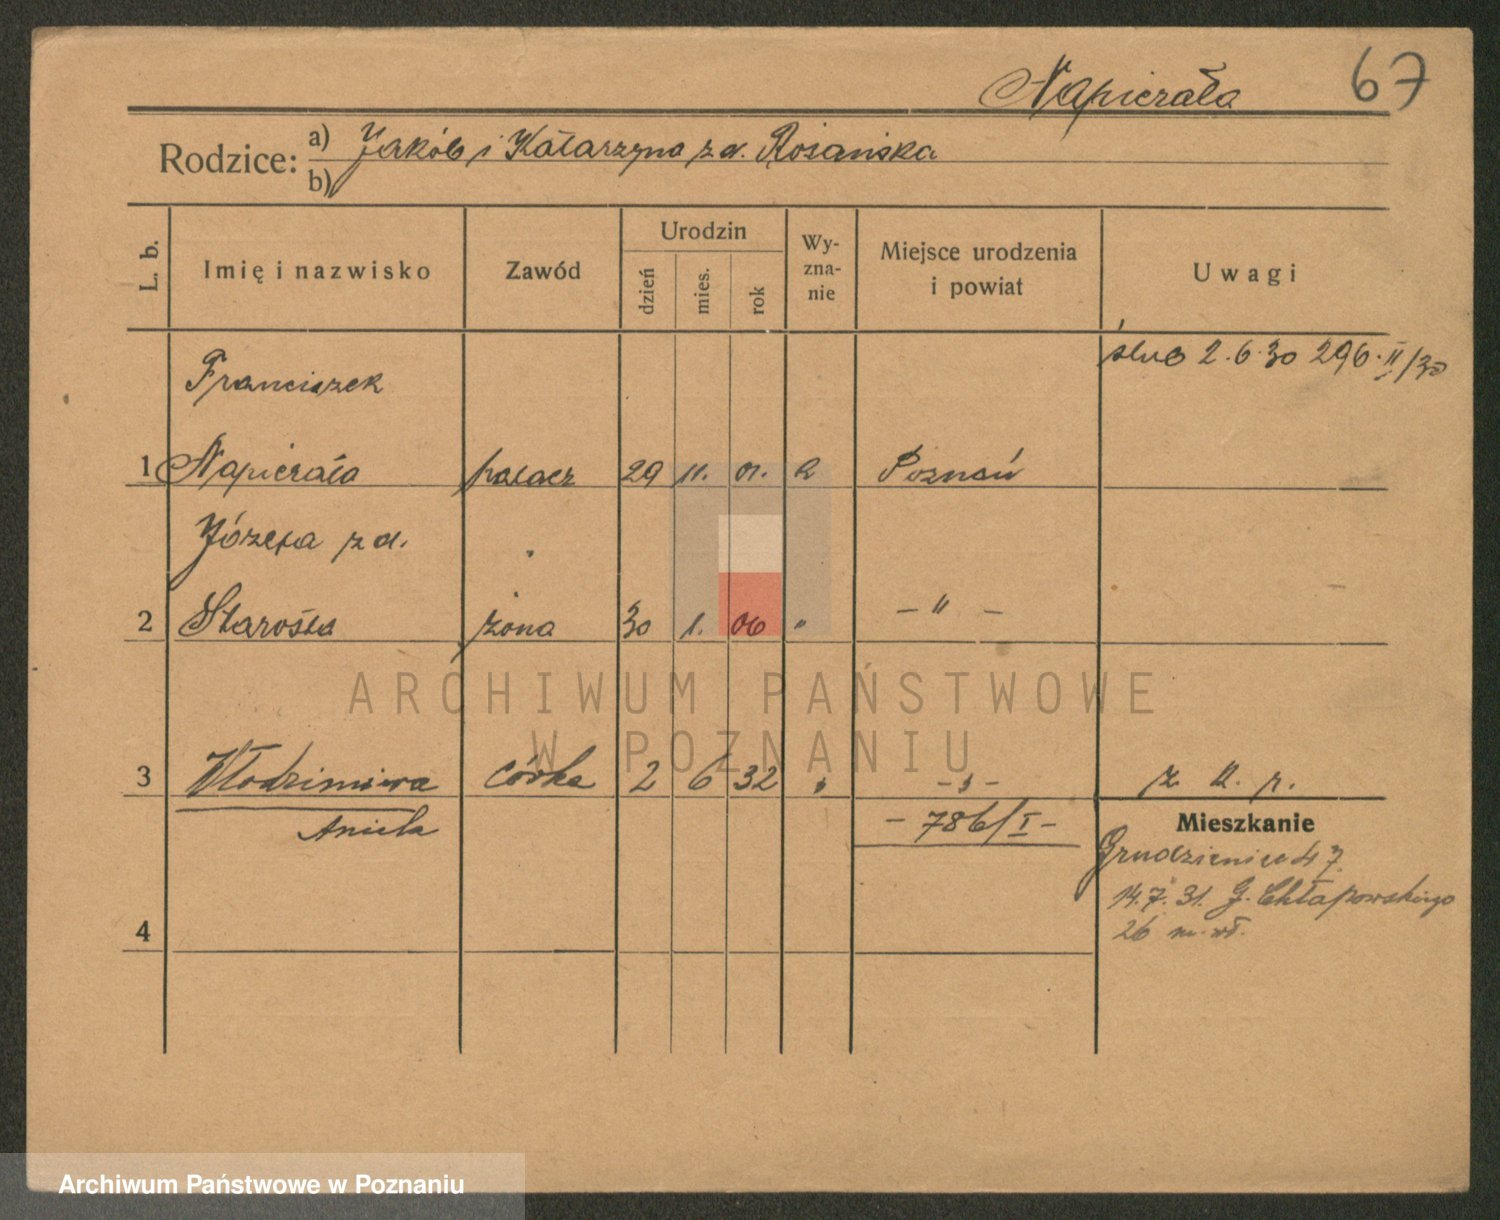 Napierała 67
Rodzice: a) Jakób i Katarzyna z d. Rosańska
b)
L. b. Imię i nazwisko Zawód Urodzin dzień mies. rok Wy-zna-nie Miejsce urodzenia i powiat Uwagi
Franciszek ślub 2.6.30 296.II/30
1 Napierała palacz 29 11. 01. Poznań
Józefa z d.
2 Starosta żona 30 1. 06 " – " –
ARCHIWUM PAŃSTWOWE
W POZNANIU
3 Włodzimira córka 2 6 32 " – " – z u. p.
Aniela – 786/I – Mieszkanie
Grudzieniec 47
14.7.31. G. Chłapowskiego
4 26 m. wł.
Archiwum Państwowe w Poznaniu